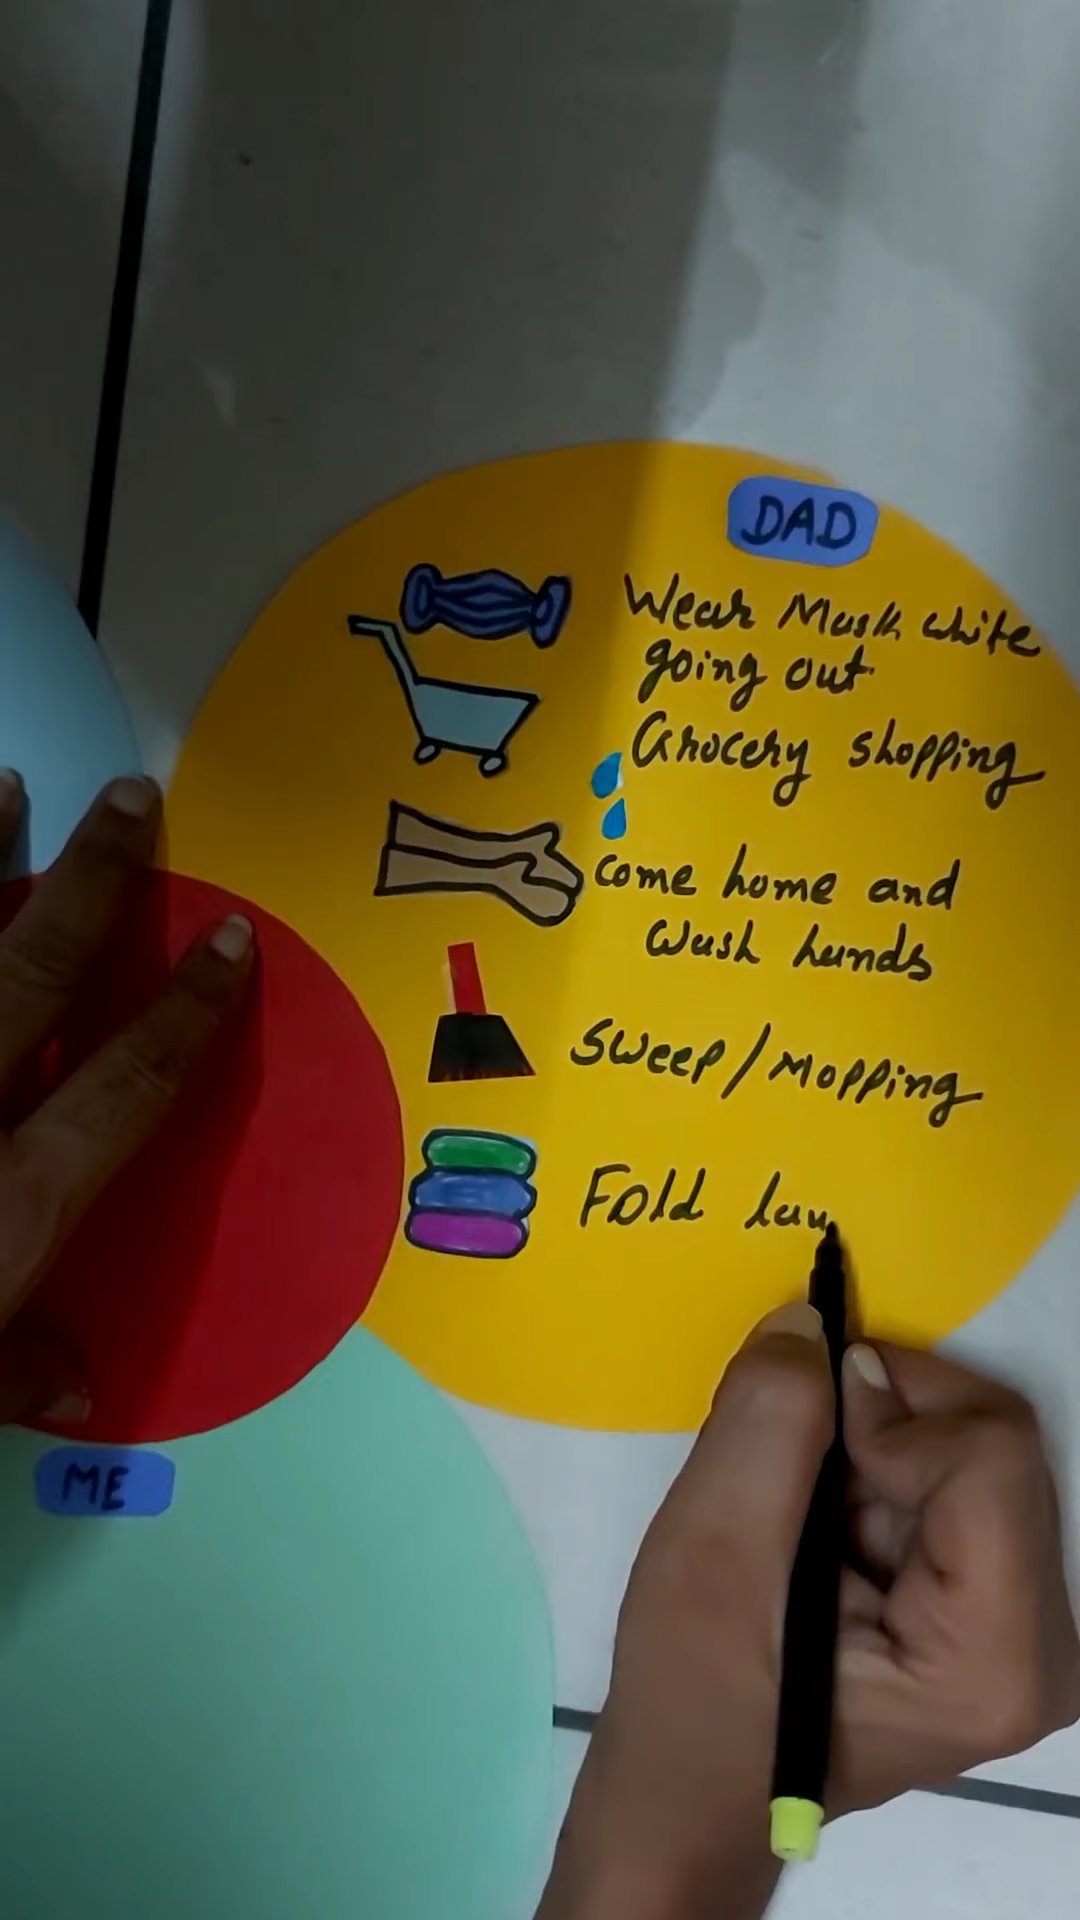 DAD
Wear Mask while
going out
Grocery shopping
come home and
wash hands
Sweep/Mopping
Fold lau
ME